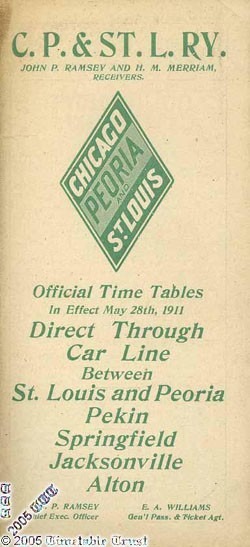 C. P. & ST. L. RY.
JOHN P. RAMSEY AND H. M. MERRIAM,
RECEIVERS.
CHICAGO
PEORIA
AND
ST. LOUIS
Official Time Tables
In Effect May 28th, 1911
Direct Through
Car Line
Between
St. Louis and Peoria
Pekin
Springfield
Jacksonville
Alton
P. RAMSEY
Chief Exec. Officer
E. A. WILLIAMS
Gen'l Pass. & Ticket Agt.
2005
© 2005 Timetable Trust